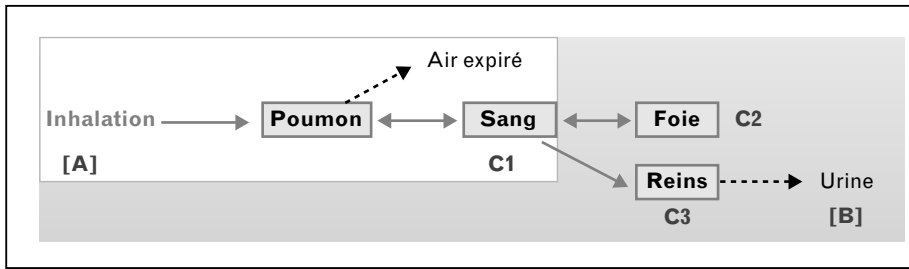 Air expiré
Inhalation Poumon Sang Foie C2
[A] C1
Reins Urine
C3 [B]